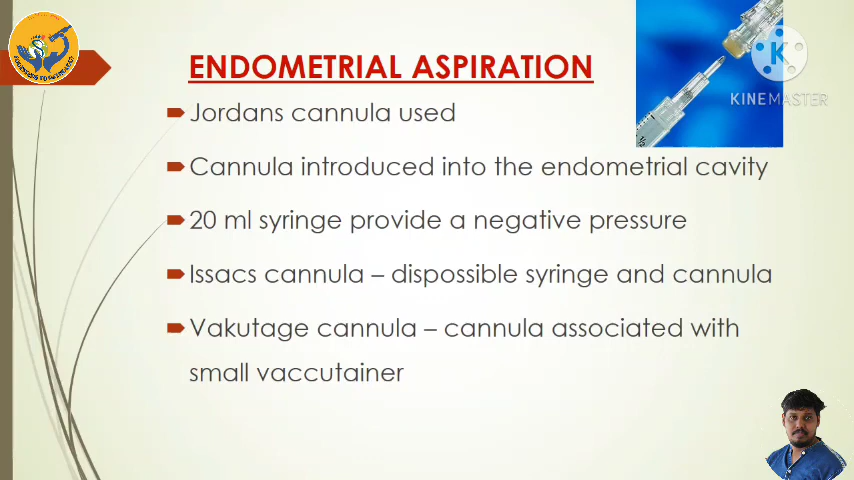 ENDOMETRIAL ASPIRATION
KINEMASTER
Jordans cannula used
Cannula introduced into the endometrial cavity
20 ml syringe provide a negative pressure
Issacs cannula – dispossible syringe and cannula
Vakutage cannula – cannula associated with
small vaccutainer